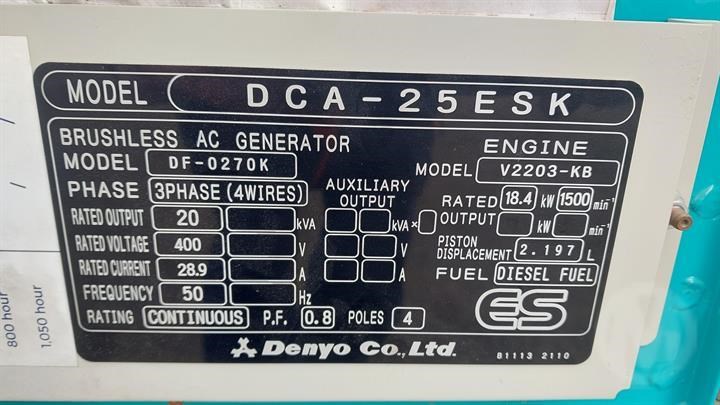 MODEL DCA-25ESK
BRUSHLESS AC GENERATOR
MODEL DF-0270K
PHASE 3PHASE (4WIRES)
RATED OUTPUT 20 kVA
RATED VOLTAGE 400 V
RATED CURRENT 28.9 A
FREQUENCY 50 Hz
AUXILIARY
OUTPUT
kVA ×
V
A
RATING CONTINUOUS P.F. 0.8 POLES 4
ENGINE
MODEL V2203-KB
RATED 18.4 kW 1500 min⁻¹
OUTPUT kW min⁻¹
PISTON
DISPLACEMENT 2.197 L
FUEL DIESEL FUEL
ES
Denyo Co., Ltd.
81113 2110
800 hour
1,050 hour